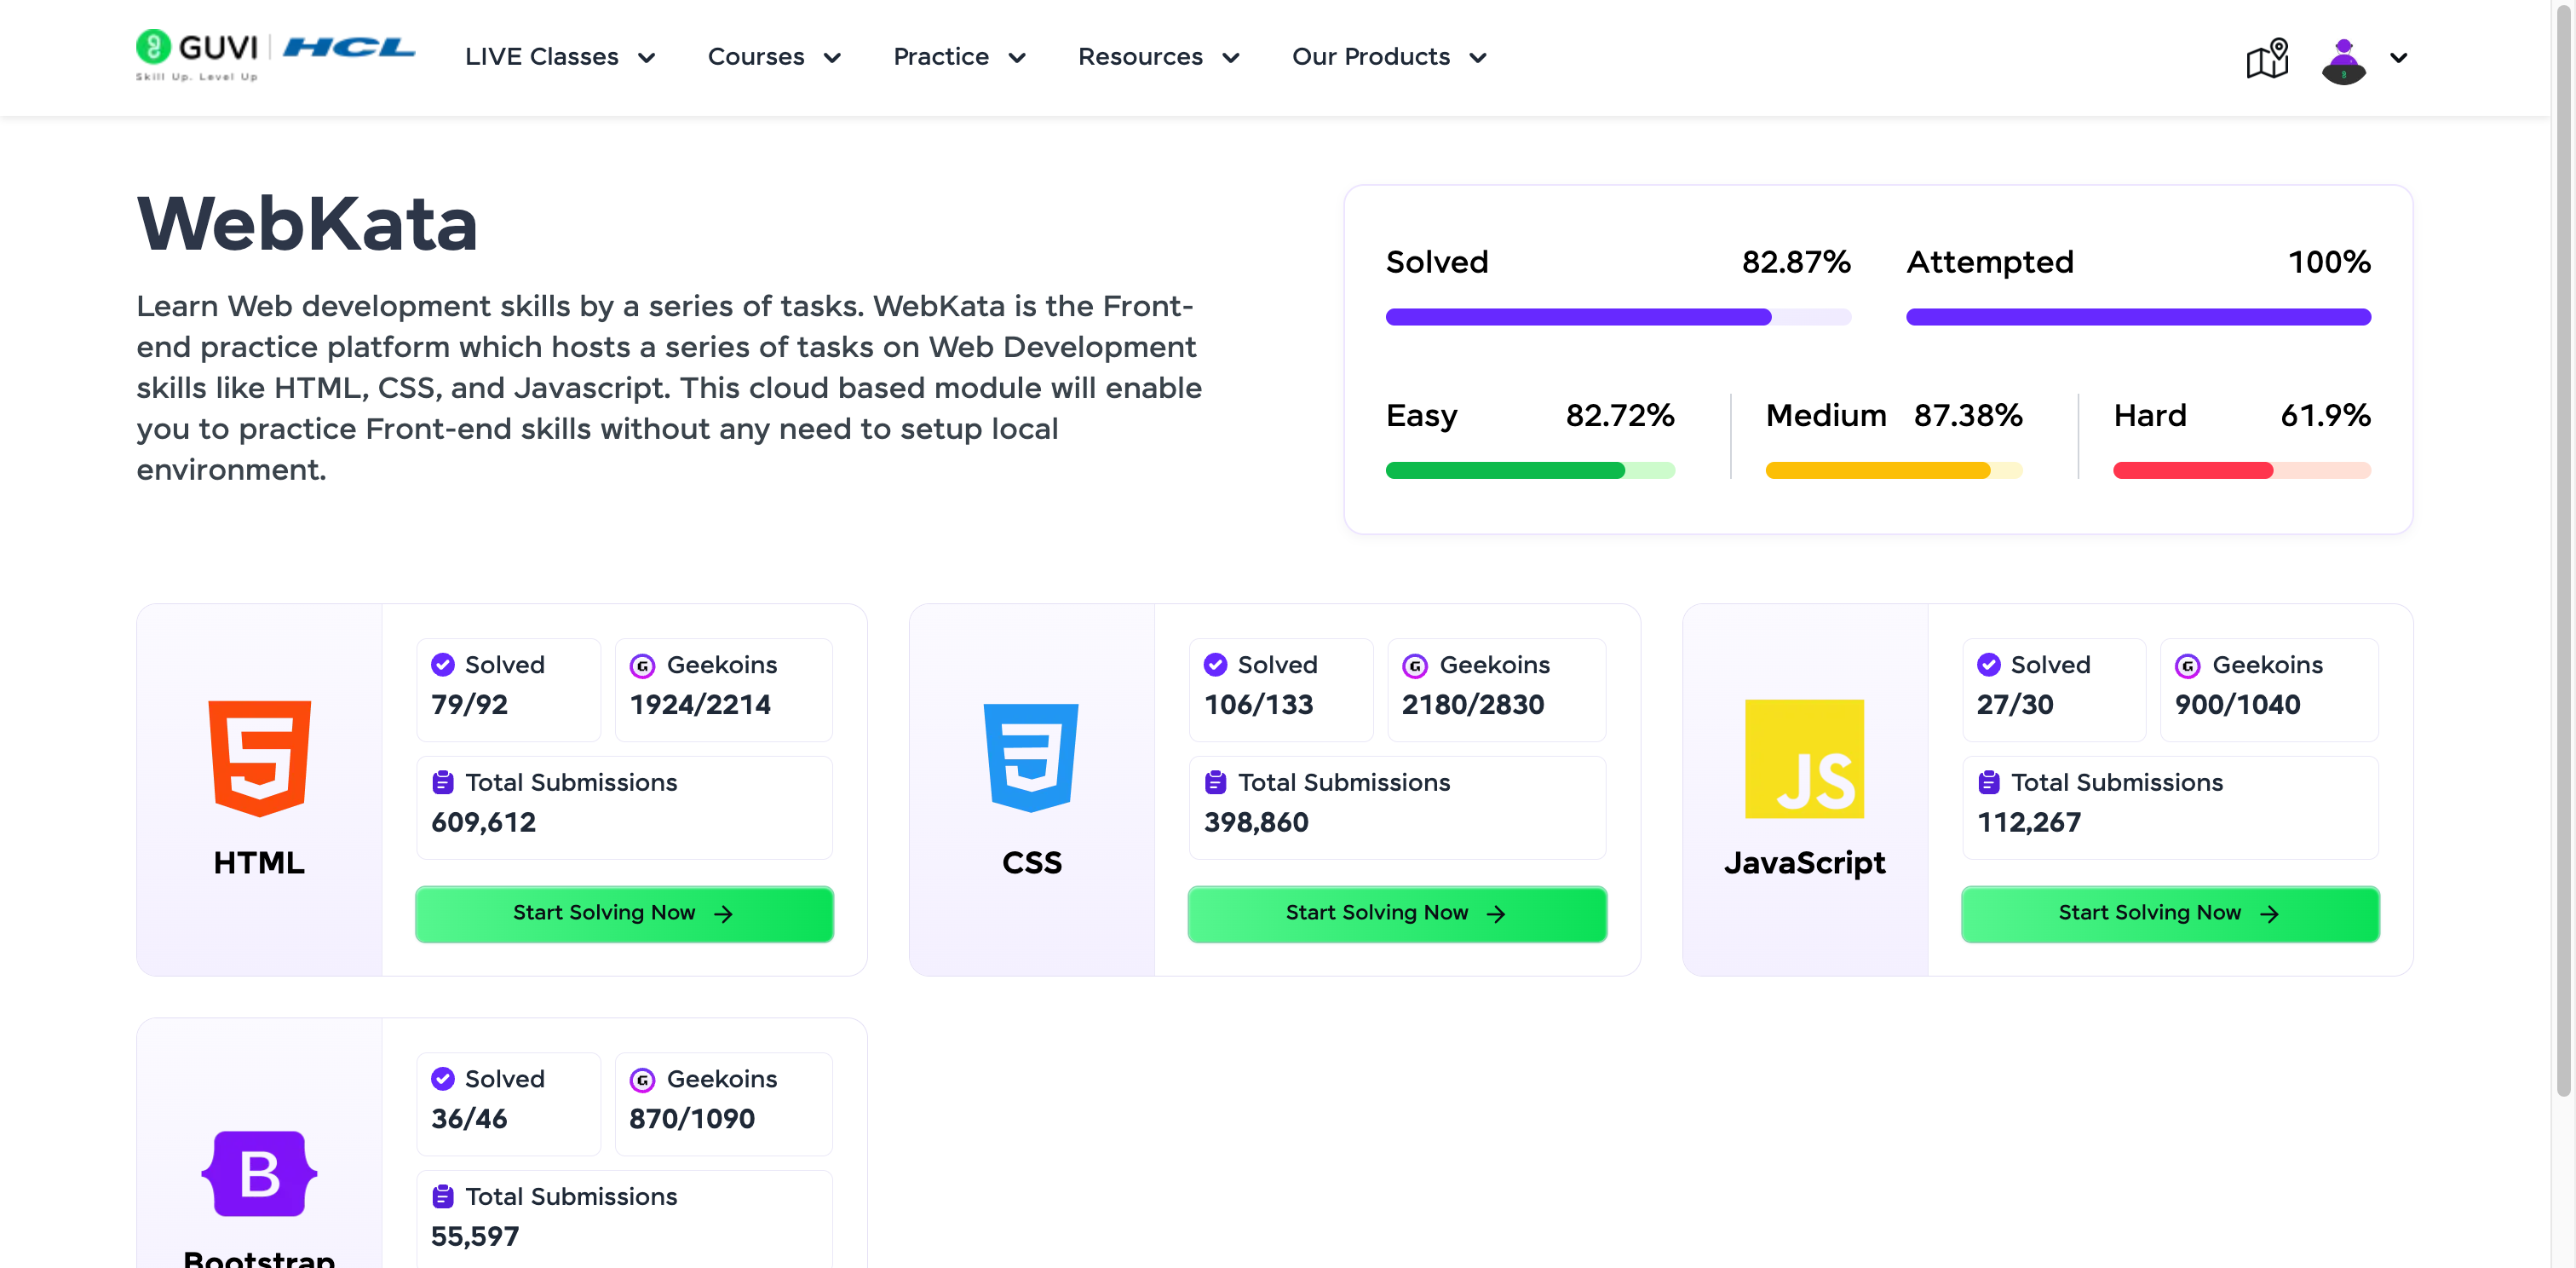 GUVI HCL
Skill Up. Level Up
LIVE Classes Courses Practice Resources Our Products
WebKata
Learn Web development skills by a series of tasks. WebKata is the Front-
end practice platform which hosts a series of tasks on Web Development
skills like HTML, CSS, and Javascript. This cloud based module will enable
you to practice Front-end skills without any need to setup local
environment.
Solved 82.87% Attempted 100%
Easy 82.72% Medium 87.38% Hard 61.9%
HTML
Solved
79/92
Geekoins
1924/2214
Total Submissions
609,612
Start Solving Now
CSS
Solved
106/133
Geekoins
2180/2830
Total Submissions
398,860
Start Solving Now
JS
JavaScript
Solved
27/30
Geekoins
900/1040
Total Submissions
112,267
Start Solving Now
B
Bootstrap
Solved
36/46
Geekoins
870/1090
Total Submissions
55,597